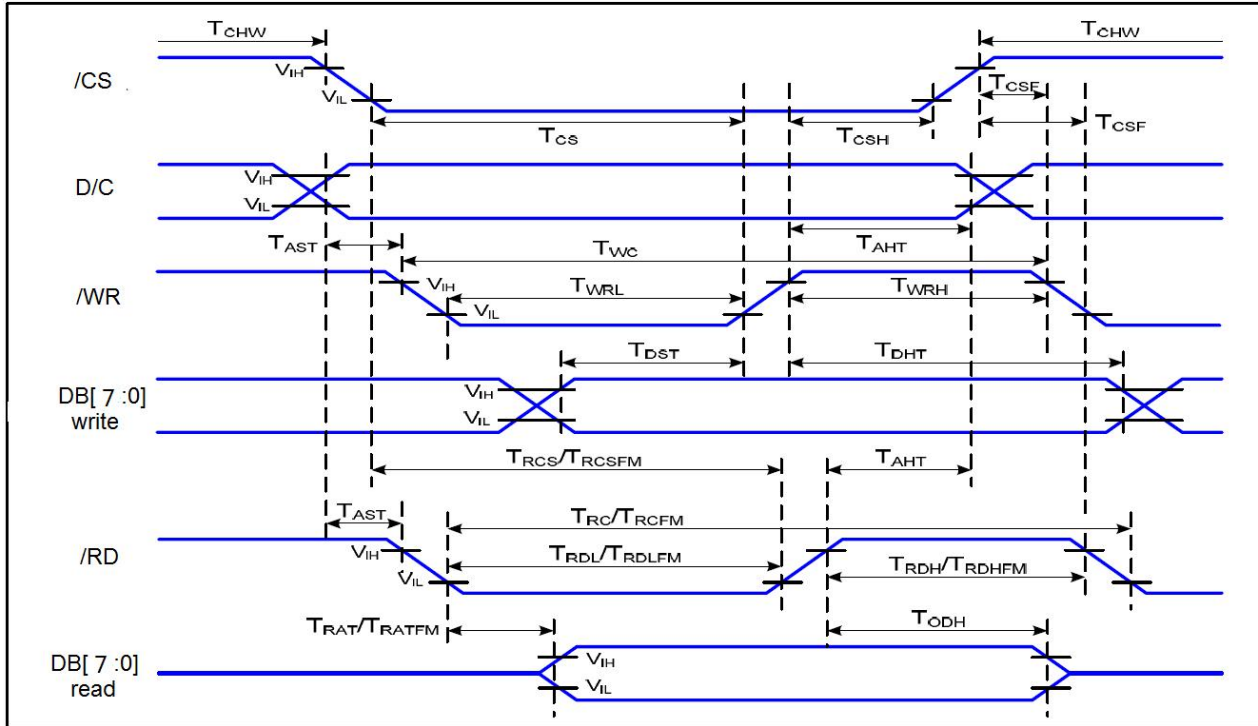 TCHW TCHW
/CS VIH VIL TCSF
TCS TCSH TCSF
D/C VIH VIL
TAST TWC TAHT
/WR VIH VIL TWRL TWRH
TDST TDHT
DB[ 7 :0] VIH
write VIL
TRCS/TRCSFM TAHT
TAST TRC/TRCFM
/RD VIH VIL TRDL/TRDLFM TRDH/TRDHFM
TRAT/TRATFM TODH
DB[ 7 :0] VIH
read VIL